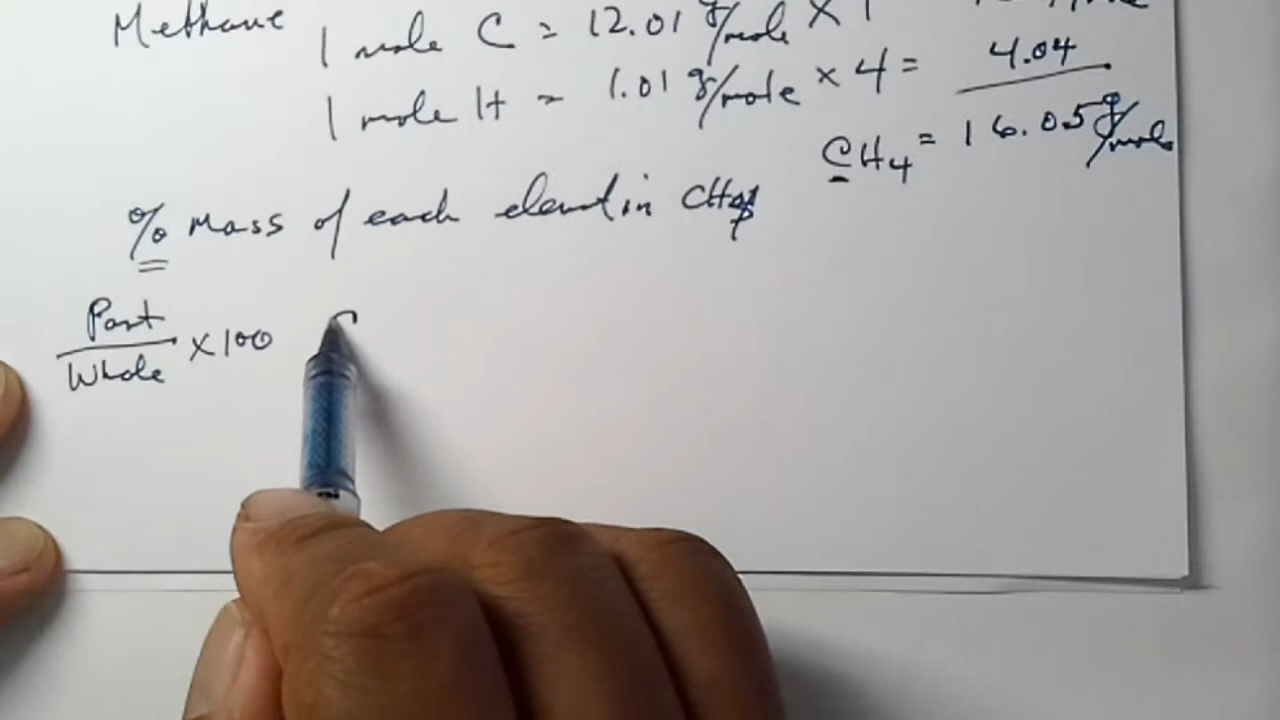 Methane 1 mole C = 12.01 g/mole × 1
1 mole H = 1.01 g/mole × 4 = 4.04
CH4 = 16.05 g/mole
% Mass of each element in CH4
Part
Whole × 100